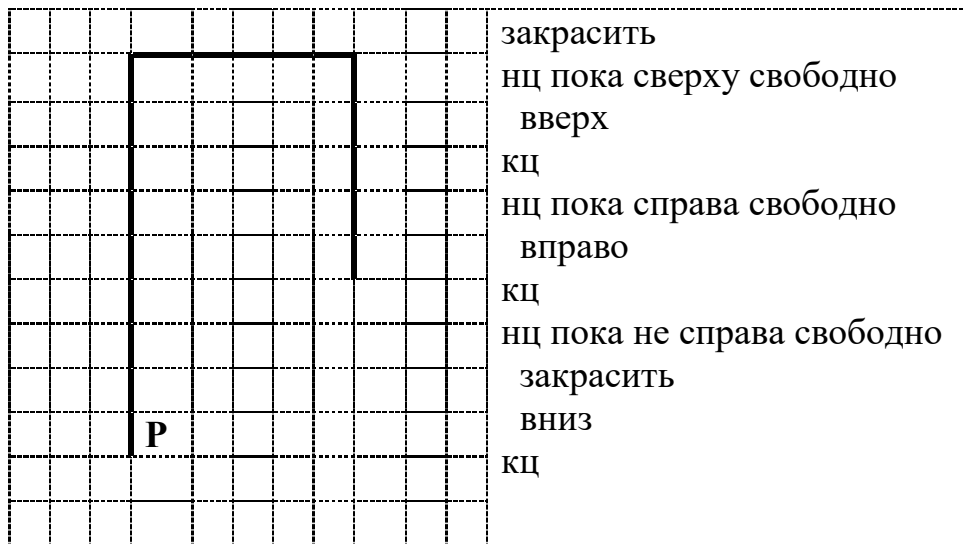 закрасить
нц пока сверху свободно
вверх
кц
нц пока справа свободно
вправо
кц
нц пока не справа свободно
закрасить
вниз
кц
Р